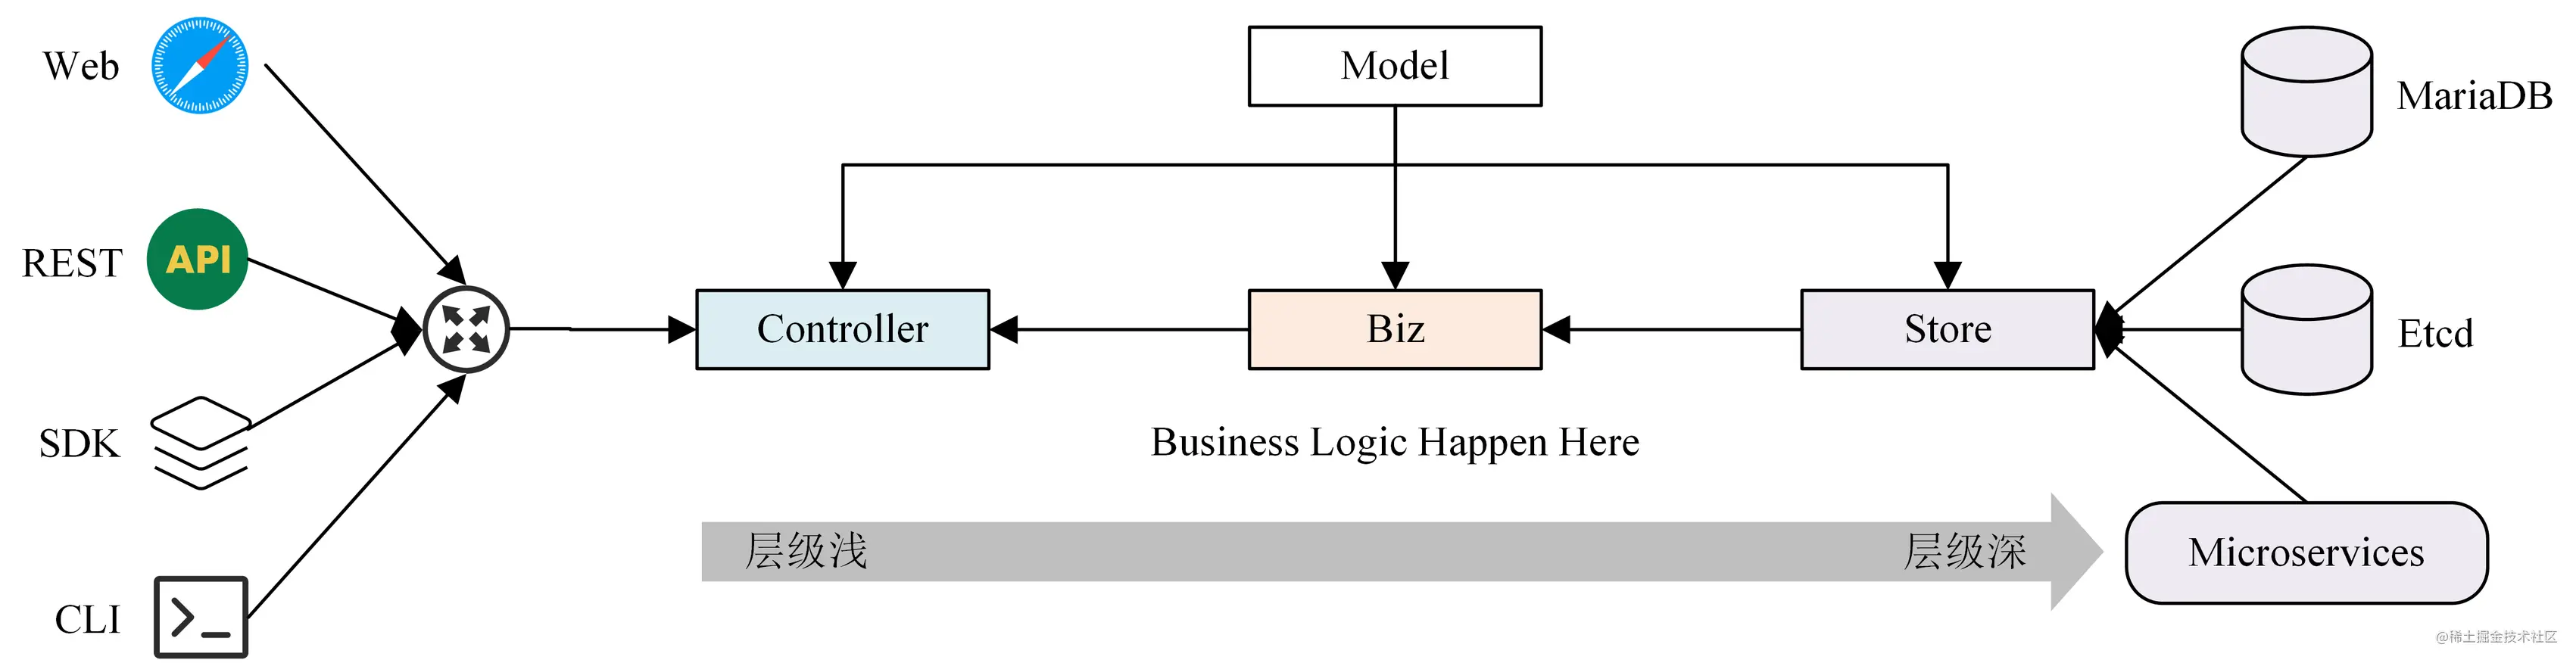 Web
REST
API
SDK
CLI
Model
Controller
Biz
Store
Business Logic Happen Here
层级浅
层级深
MariaDB
Etcd
Microservices
@稀土掘金技术社区